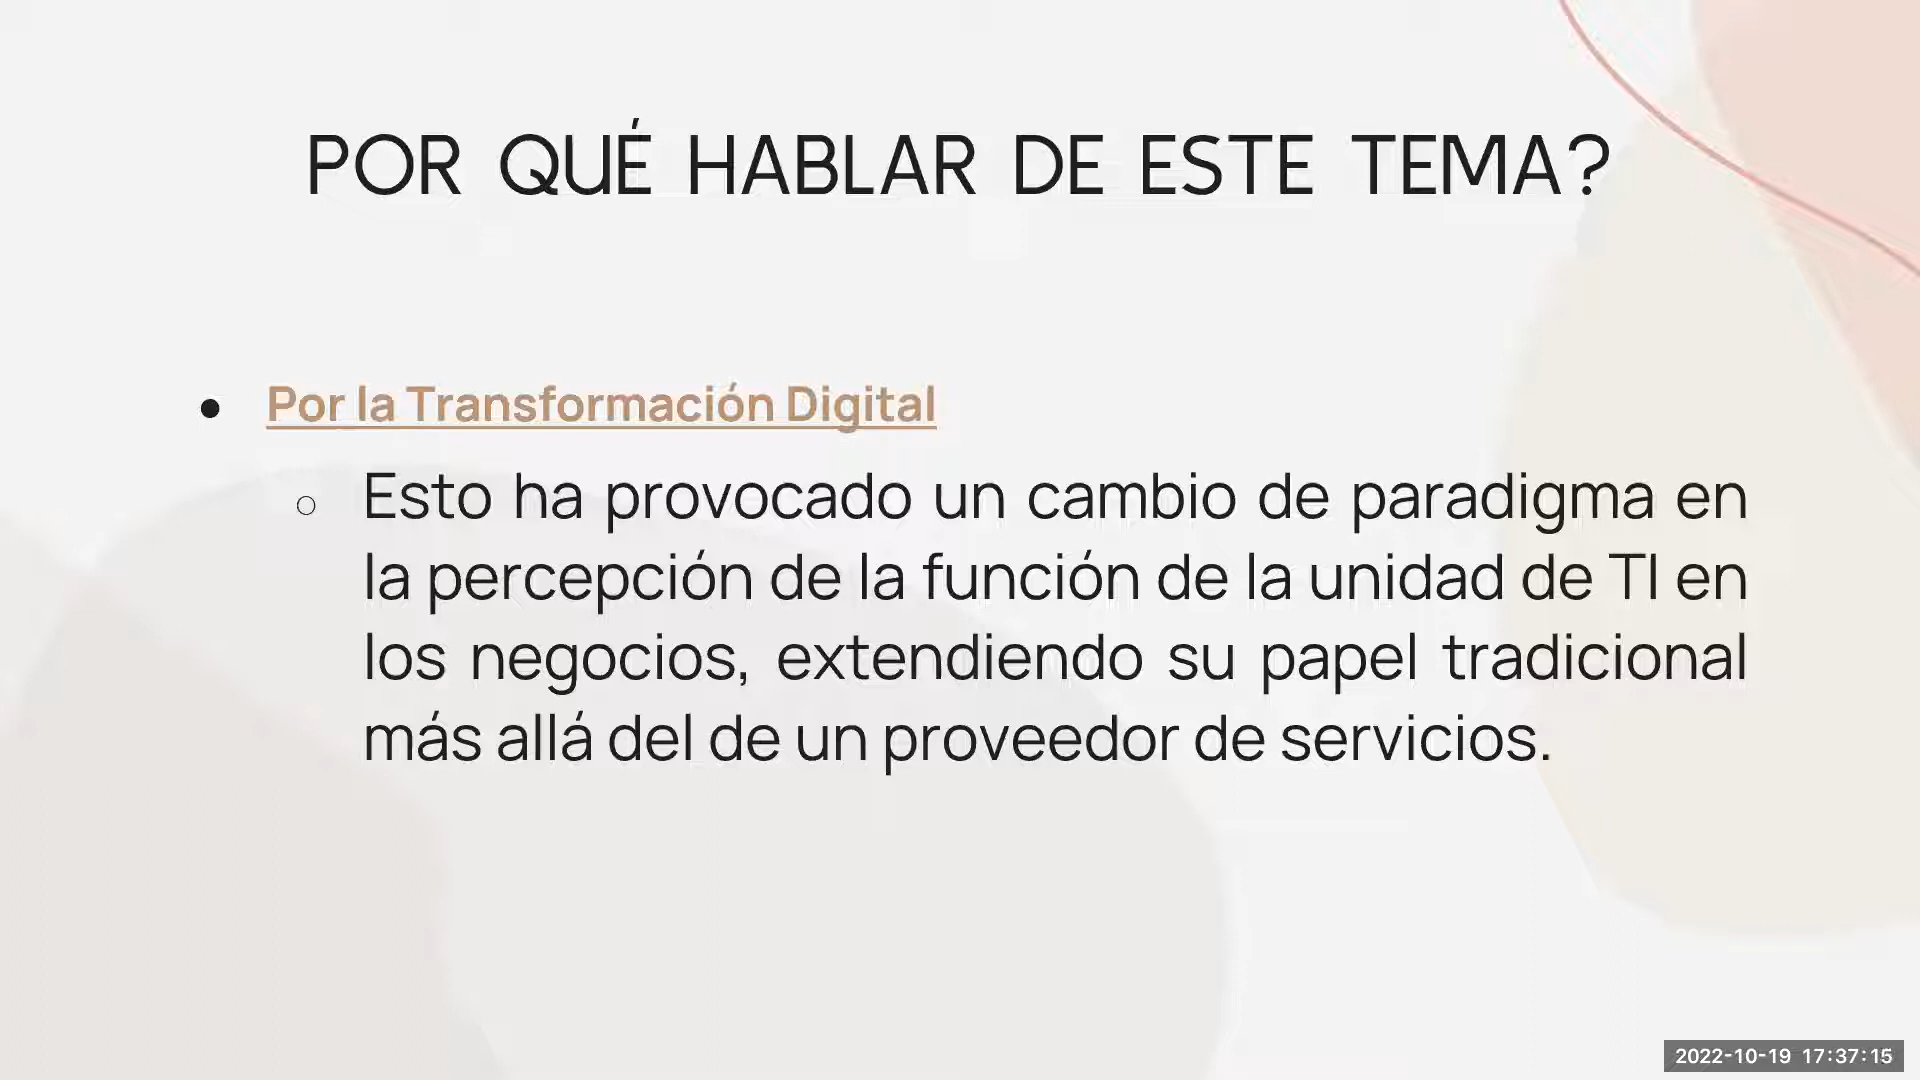 POR QUÉ HABLAR DE ESTE TEMA?
Por la Transformación Digital
Esto ha provocado un cambio de paradigma en
la percepción de la función de la unidad de TI en
los negocios, extendiendo su papel tradicional
más allá del de un proveedor de servicios.
2022-10-19 17:37:15